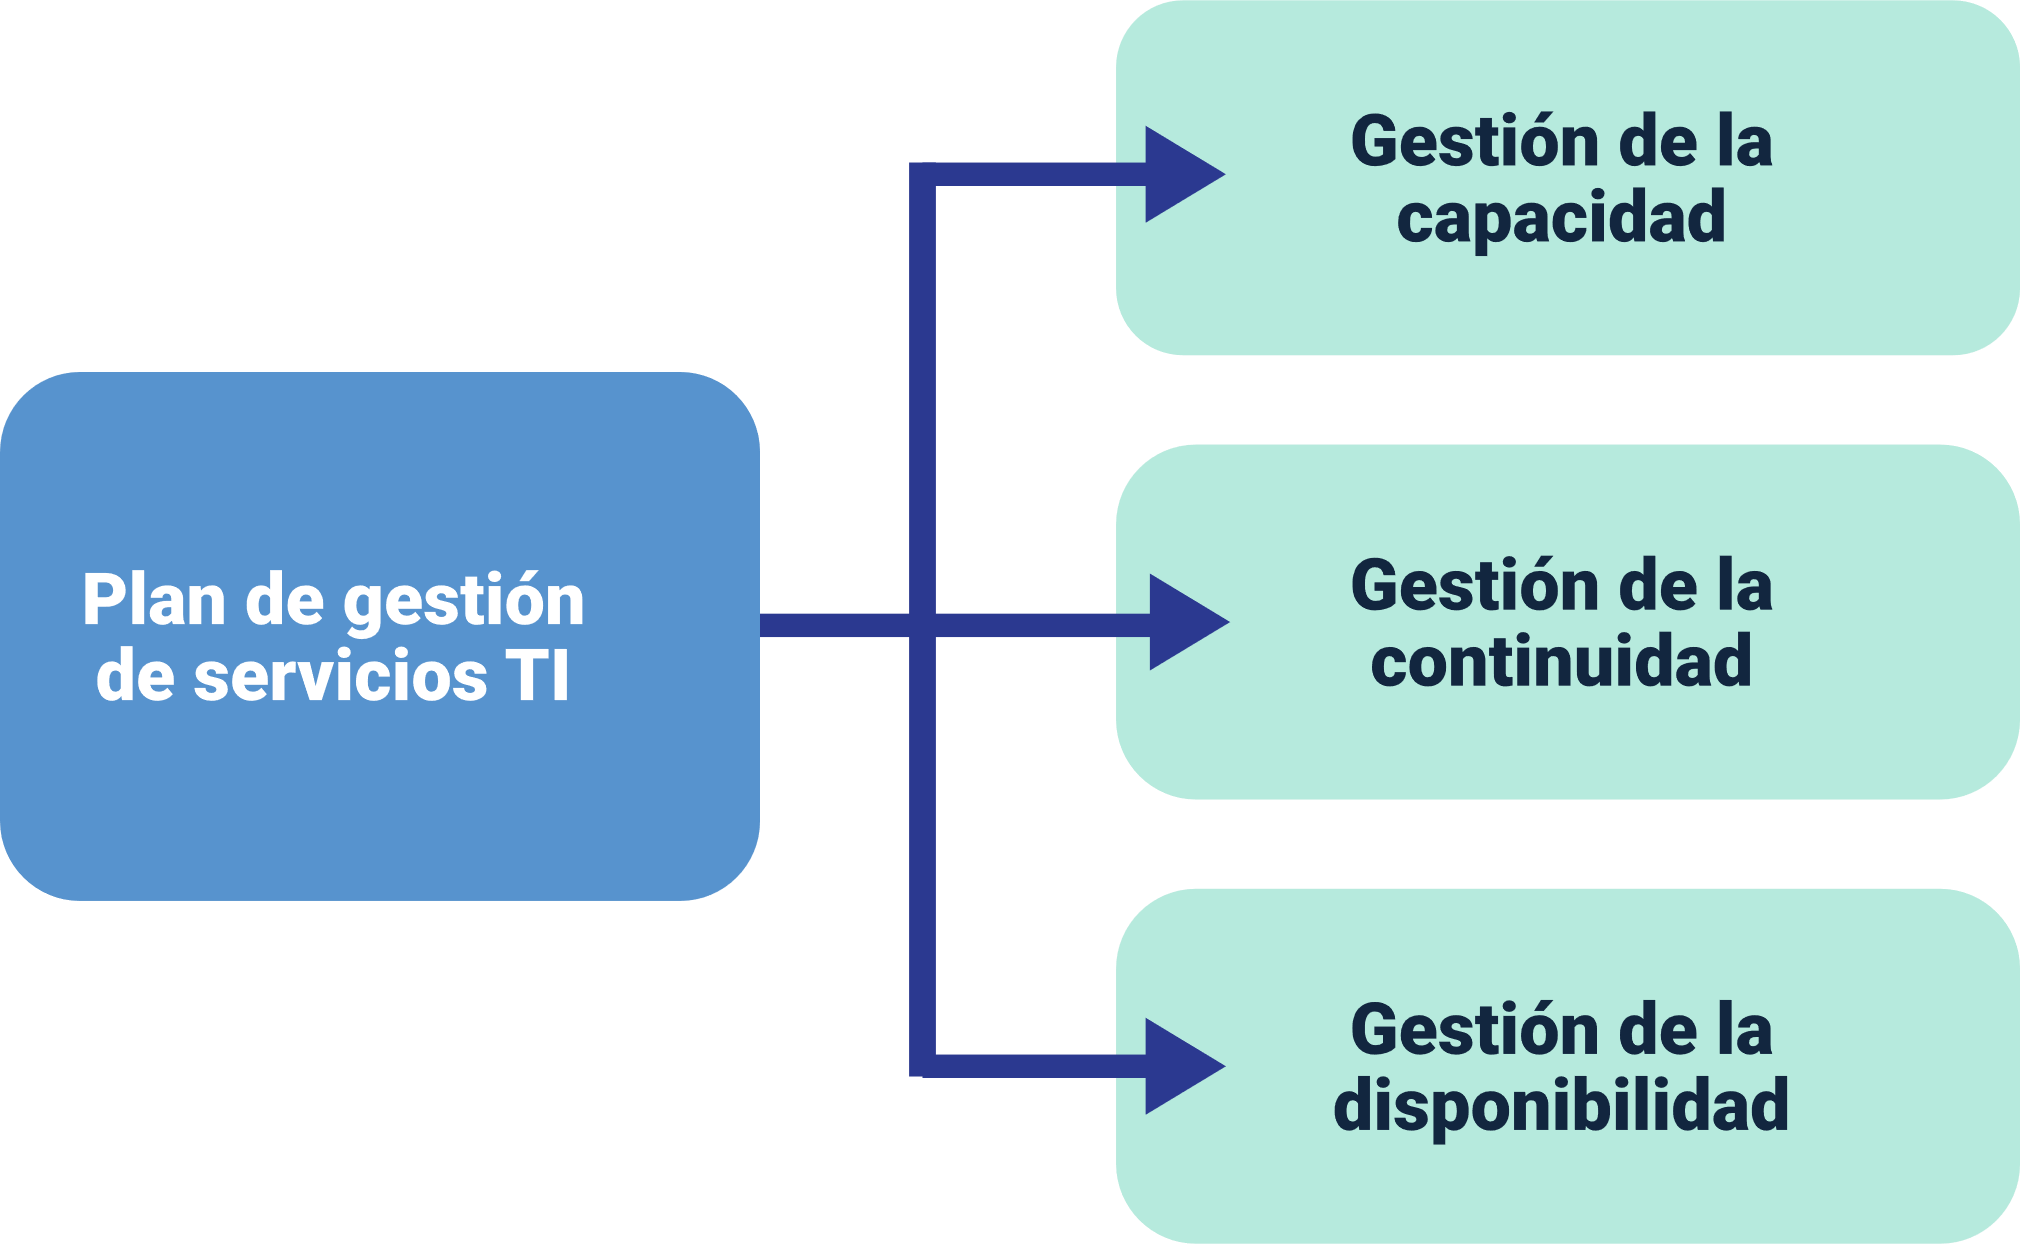 Plan de gestión
de servicios TI
Gestión de la
capacidad
Gestión de la
continuidad
Gestión de la
disponibilidad